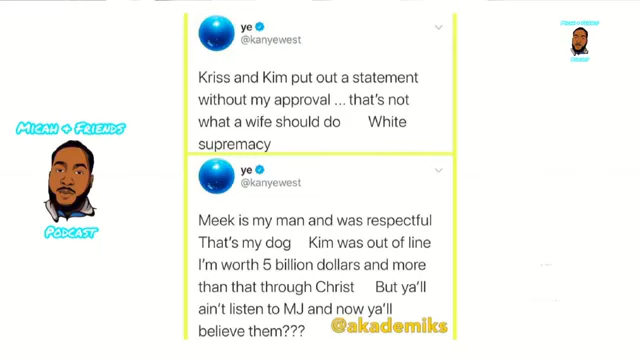 ye
@kanyewest
Kriss and Kim put out a statement
without my approval ... that's not
what a wife should do White
supremacy
ye
@kanyewest
Meek is my man and was respectful
That's my dog Kim was out of line
I'm worth 5 billion dollars and more
than that through Christ But ya'll
ain't listen to MJ and now ya'll
believe them???
@akademiks
Micah & Friends
Podcast
Micah & Friends
Podcast